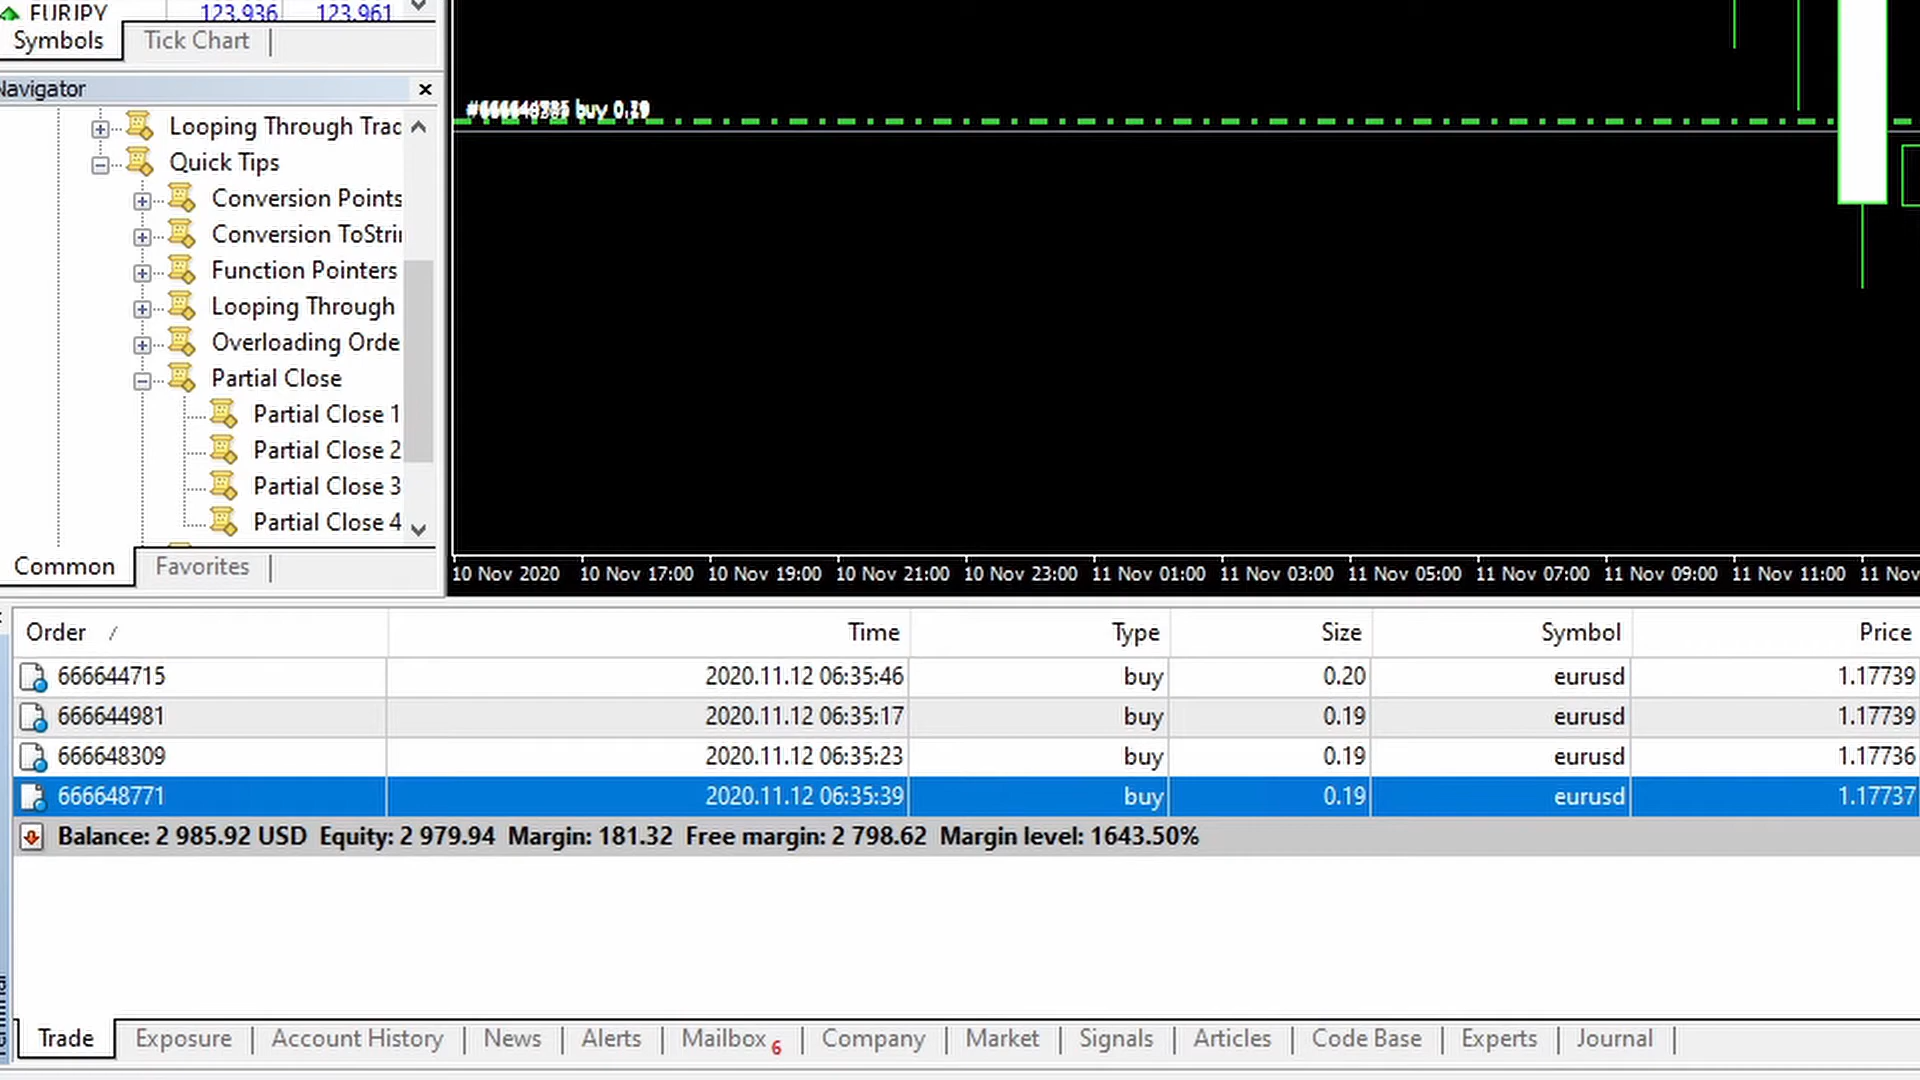 EURJPY 123.936 123.961
Symbols Tick Chart
Navigator
Looping Through Trac
Quick Tips
Conversion Points
Conversion ToStri
Function Pointers
Looping Through
Overloading Orde
Partial Close
Partial Close 1
Partial Close 2
Partial Close 3
Partial Close 4
Common Favorites
buy
10 Nov 2020 10 Nov 17:00 10 Nov 19:00 10 Nov 21:00 10 Nov 23:00 11 Nov 01:00 11 Nov 03:00 11 Nov 05:00 11 Nov 07:00 11 Nov 09:00 11 Nov 11:00 11 Nov
Order / Time Type Size Symbol Price
666644715 2020.11.12 06:35:46 buy 0.20 eurusd 1.17739
666644981 2020.11.12 06:35:17 buy 0.19 eurusd 1.17739
666648309 2020.11.12 06:35:23 buy 0.19 eurusd 1.17736
666648771 2020.11.12 06:35:39 buy 0.19 eurusd 1.17737
Balance: 2 985.92 USD Equity: 2 979.94 Margin: 181.32 Free margin: 2 798.62 Margin level: 1643.50%
Trade Exposure Account History News Alerts Mailbox 6 Company Market Signals Articles Code Base Experts Journal